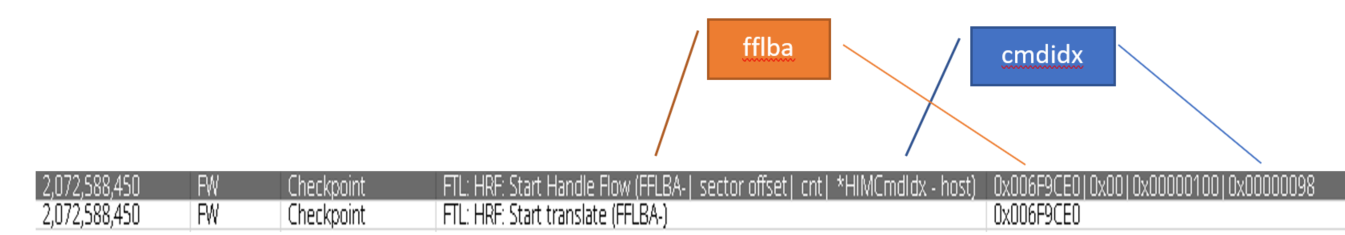 fflba
cmdidx
2,072,588,450 FW Checkpoint FTL: HRF: Start Handle Flow (FFLBA-| sector offset| cnt| *HIMCmdIdx - host) 0x006F9CE0|0x00|0x00000100|0x00000098
2,072,588,450 FW Checkpoint FTL: HRF: Start translate (FFLBA-) 0x006F9CE0